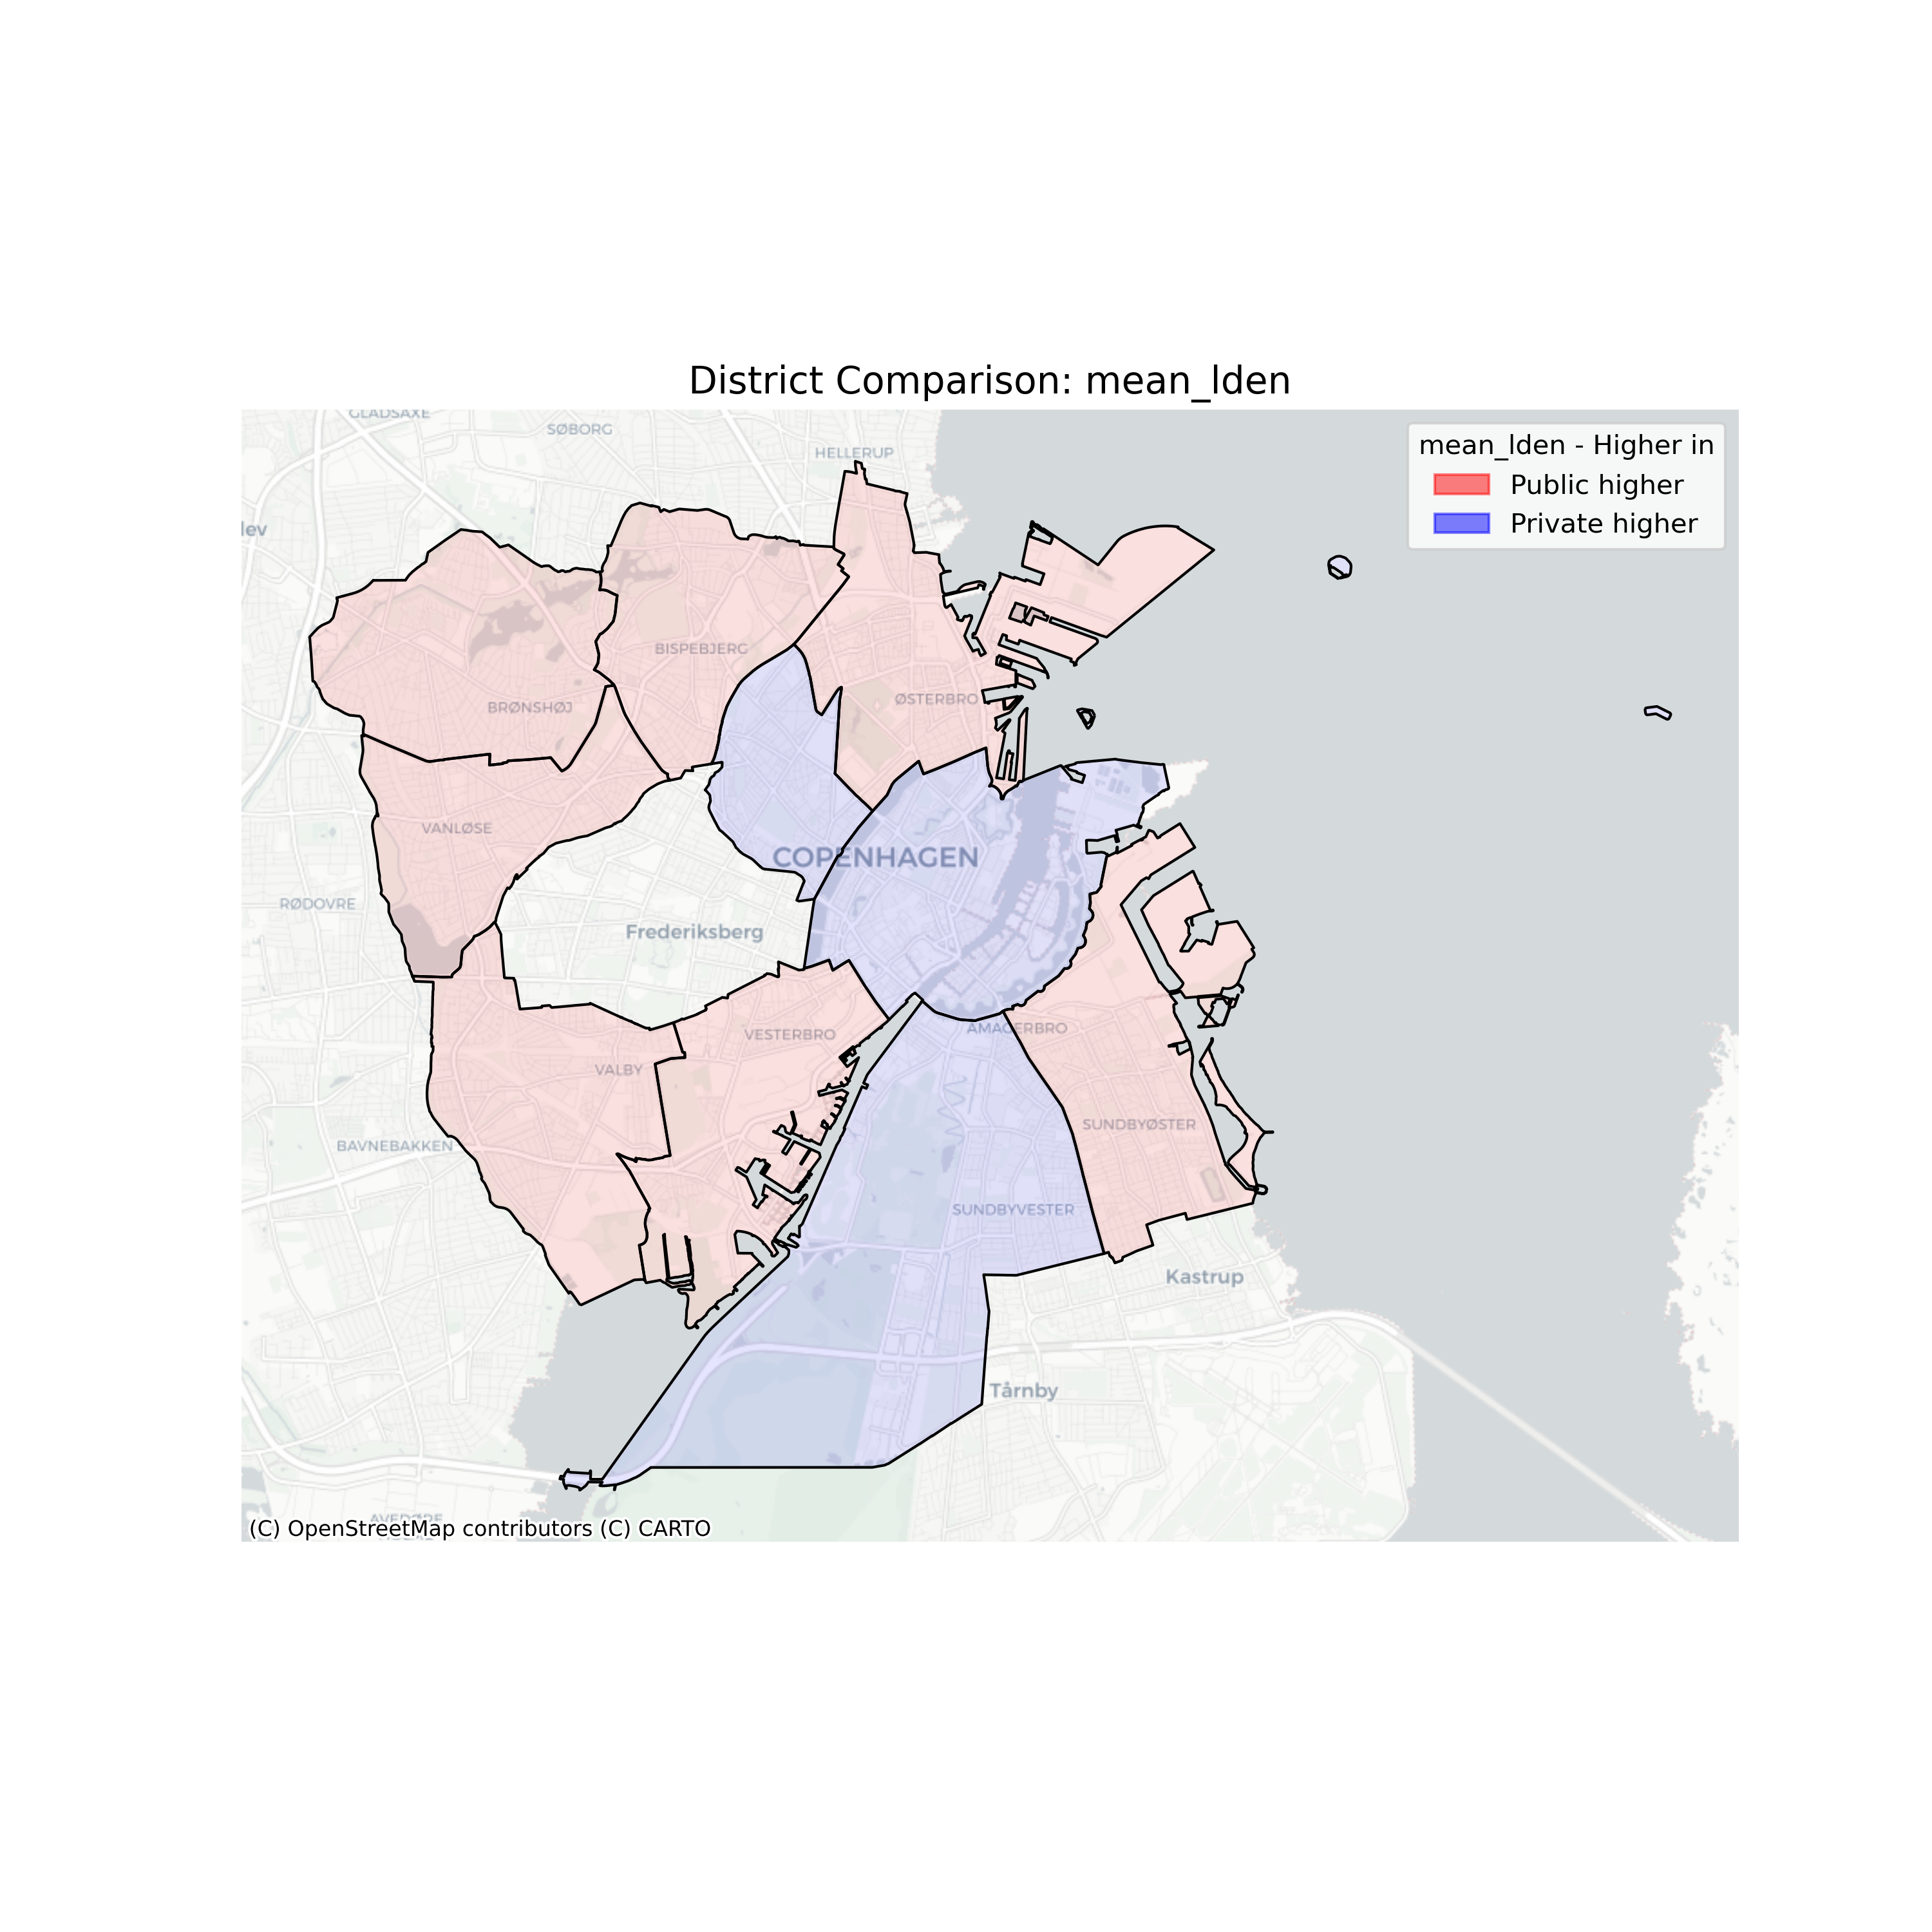 District Comparison: mean_lden
GLADSAXE
SØBORG
HELLERUP
mean_lden - Higher in
Public higher
Private higher
lev
BISPEBJERG
ØSTERBRO
BRØNSHØJ
VANLØSE
COPENHAGEN
RØDOVRE
Frederiksberg
VESTERBRO
AMAGERBRO
VALBY
SUNDBYØSTER
BAVNEBAKKEN
SUNDBYVESTER
Kastrup
Tårnby
AVEDØRE
(C) OpenStreetMap contributors (C) CARTO